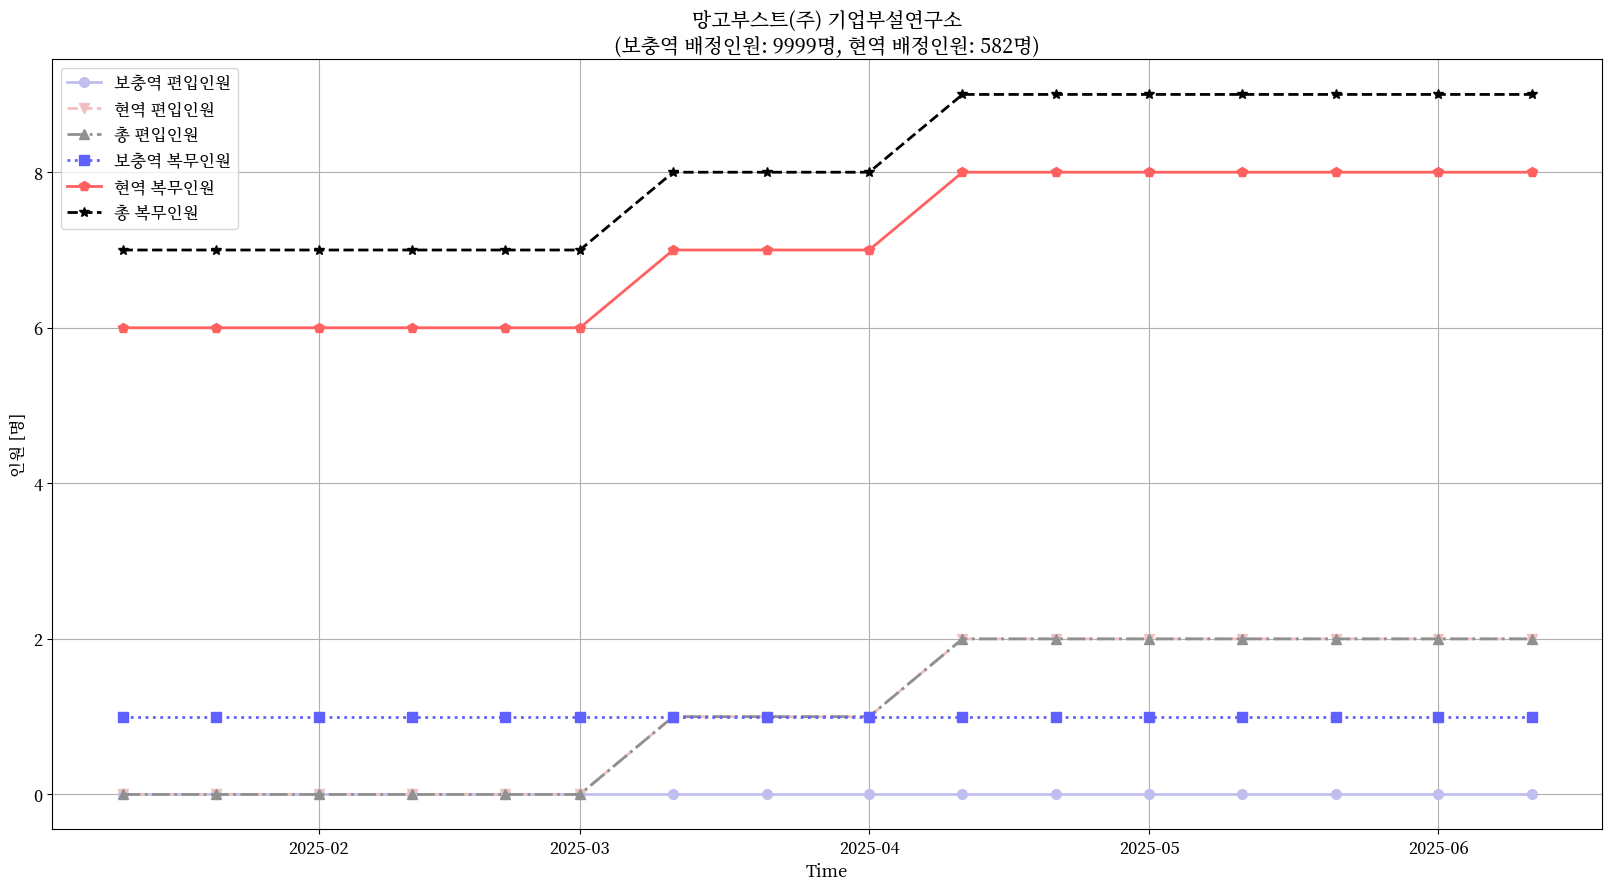 망고부스트(주) 기업부설연구소
(보충역 배정인원: 9999명, 현역 배정인원: 582명)
보충역 편입인원
현역 편입인원
총 편입인원
보충역 복무인원
현역 복무인원
총 복무인원
인원 [명]
8
6
4
2
0
2025-02
2025-03
2025-04
2025-05
2025-06
Time